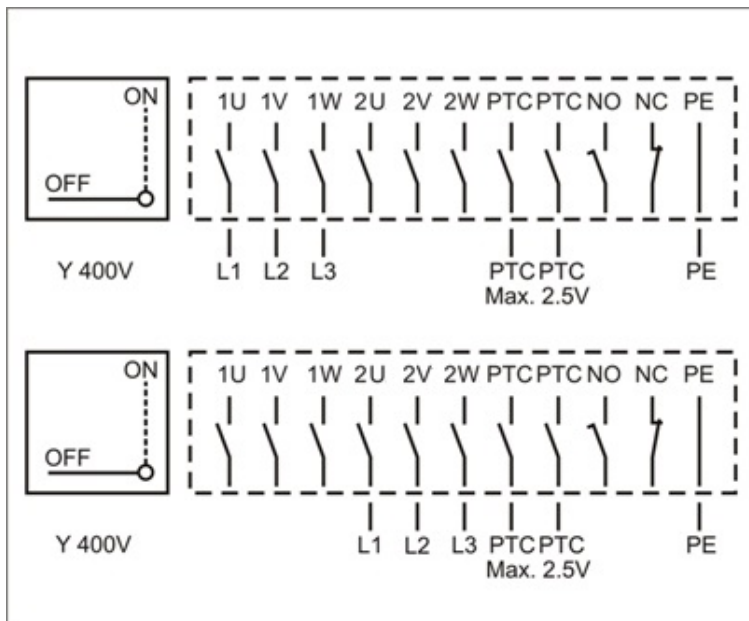 ON
OFF
Y 400V
1U 1V 1W 2U 2V 2W PTC PTC NO NC PE
L1 L2 L3 PTC PTC PE
Max. 2.5V
ON
OFF
Y 400V
1U 1V 1W 2U 2V 2W PTC PTC NO NC PE
L1 L2 L3 PTC PTC PE
Max. 2.5V